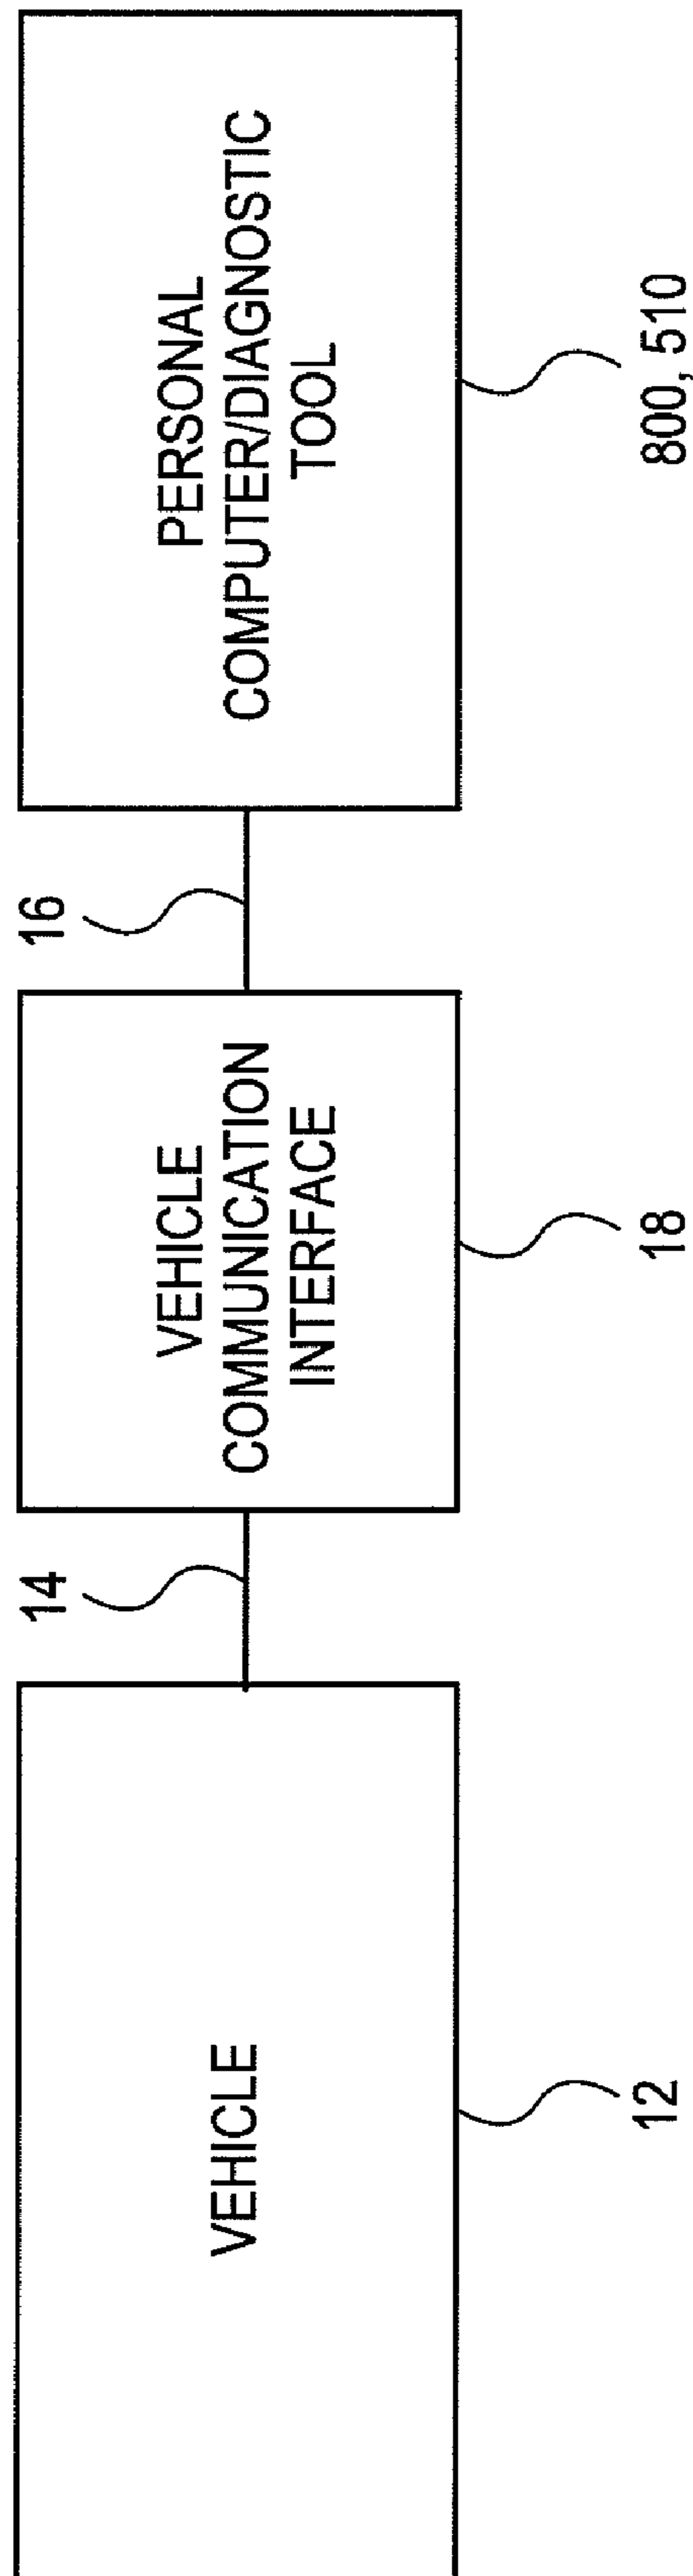 VEHICLE
12
14
VEHICLE
COMMUNICATION
INTERFACE
18
16
PERSONAL
COMPUTER/DIAGNOSTIC
TOOL
800, 510